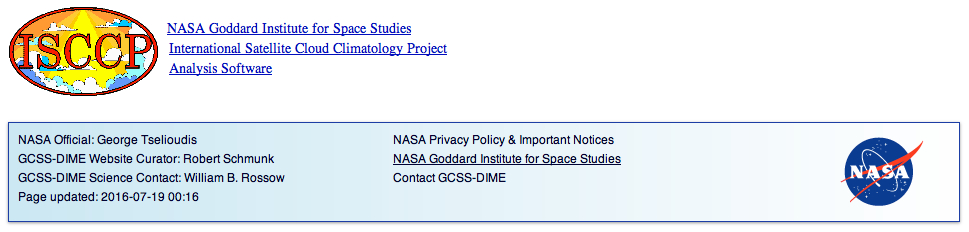 ISCCP
NASA Goddard Institute for Space Studies
International Satellite Cloud Climatology Project
Analysis Software
NASA Official: George Tselioudis
GCSS-DIME Website Curator: Robert Schmunk
GCSS-DIME Science Contact: William B. Rossow
Page updated: 2016-07-19 00:16
NASA Privacy Policy & Important Notices
NASA Goddard Institute for Space Studies
Contact GCSS-DIME
NASA